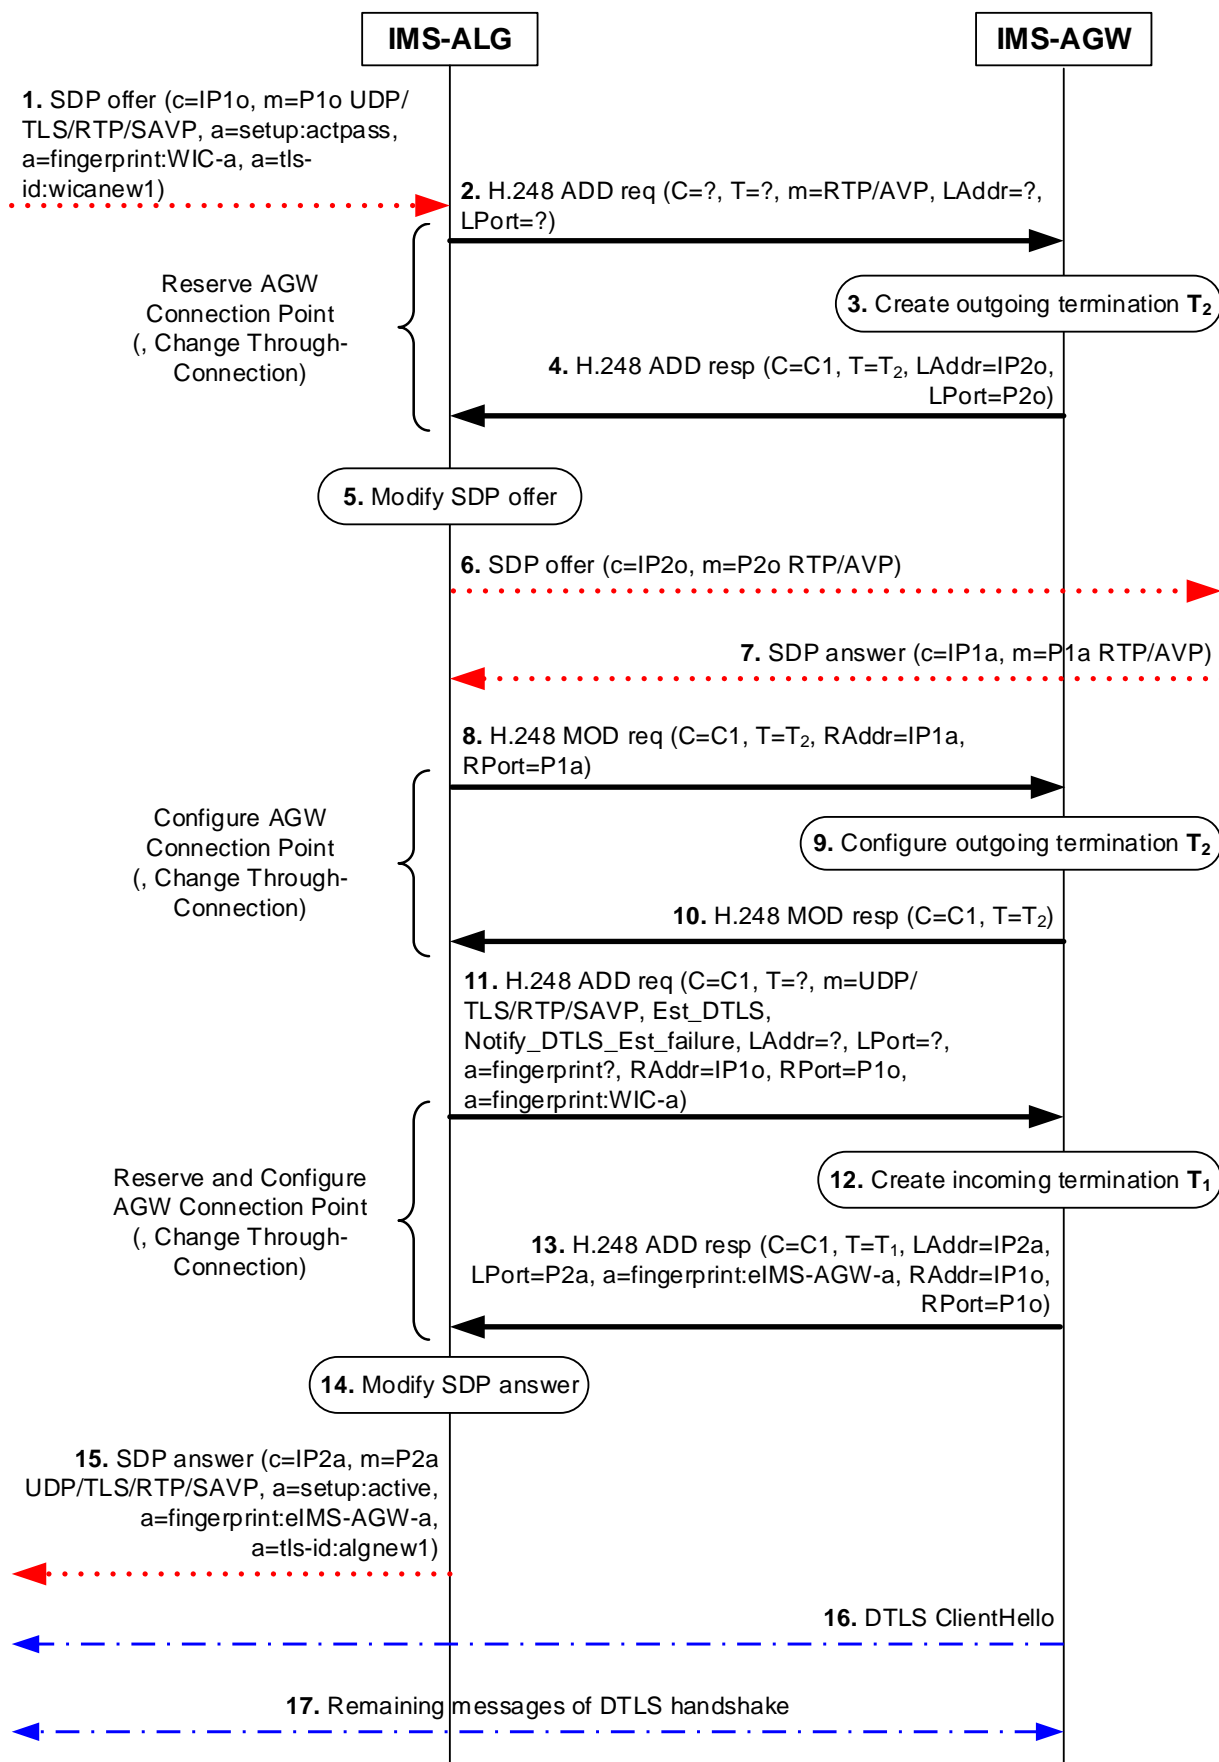 IMS-ALG
IMS-AGW
1. SDP offer (c=IP1o, m=P1o UDP/
TLS/RTP/SAVP, a=setup:actpass,
a=fingerprint:WIC-a, a=tls-
id:wicanew1)
2. H.248 ADD req (C=?, T=?, m=RTP/AVP, LAddr=?,
LPort=?)
Reserve AGW
Connection Point
(, Change Through-
Connection)
3. Create outgoing termination T2
4. H.248 ADD resp (C=C1, T=T2, LAddr=IP2o,
LPort=P2o)
5. Modify SDP offer
6. SDP offer (c=IP2o, m=P2o RTP/AVP)
7. SDP answer (c=IP1a, m=P1a RTP/AVP)
8. H.248 MOD req (C=C1, T=T2, RAddr=IP1a,
RPort=P1a)
Configure AGW
Connection Point
(, Change Through-
Connection)
9. Configure outgoing termination T2
10. H.248 MOD resp (C=C1, T=T2)
11. H.248 ADD req (C=C1, T=?, m=UDP/
TLS/RTP/SAVP, Est_DTLS,
Notify_DTLS_Est_failure, LAddr=?, LPort=?,
a=fingerprint?, RAddr=IP1o, RPort=P1o,
a=fingerprint:WIC-a)
Reserve and Configure
AGW Connection Point
(, Change Through-
Connection)
12. Create incoming termination T1
13. H.248 ADD resp (C=C1, T=T1, LAddr=IP2a,
LPort=P2a, a=fingerprint:eIMS-AGW-a, RAddr=IP1o,
RPort=P1o)
14. Modify SDP answer
15. SDP answer (c=IP2a, m=P2a
UDP/TLS/RTP/SAVP, a=setup:active,
a=fingerprint:eIMS-AGW-a,
a=tls-id:algnew1)
16. DTLS ClientHello
17. Remaining messages of DTLS handshake